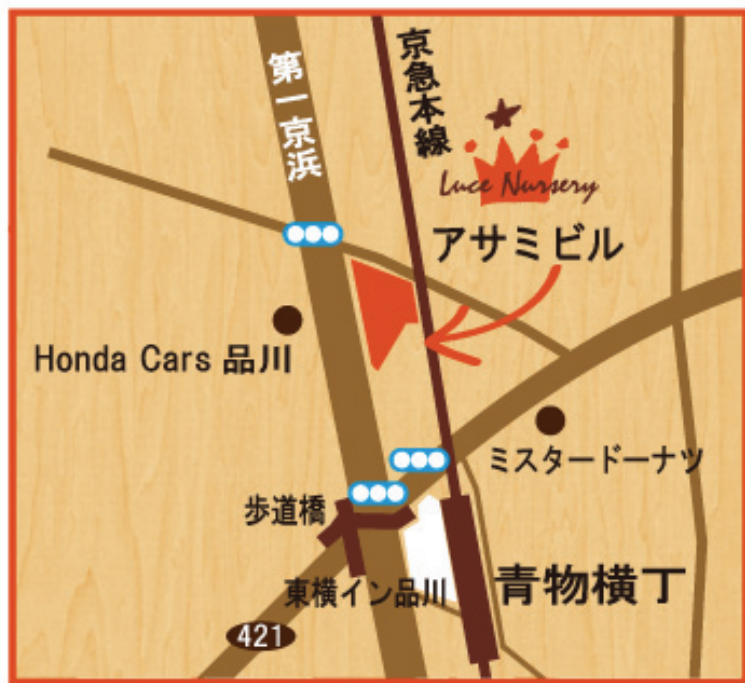 第一京浜
京急本線
Luce Nursery
アサミビル
Honda Cars 品川
ミスタードーナツ
歩道橋
東横イン品川
青物横丁
421